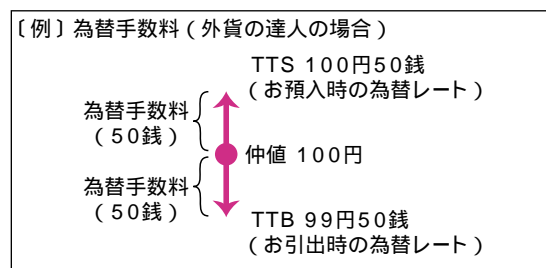 〔例〕為替手数料(外貨の達人の場合)
TTS 100円50銭
(お預入時の為替レート)
為替手数料
(50銭)
仲値 100円
為替手数料
(50銭)
TTB 99円50銭
(お引出時の為替レート)